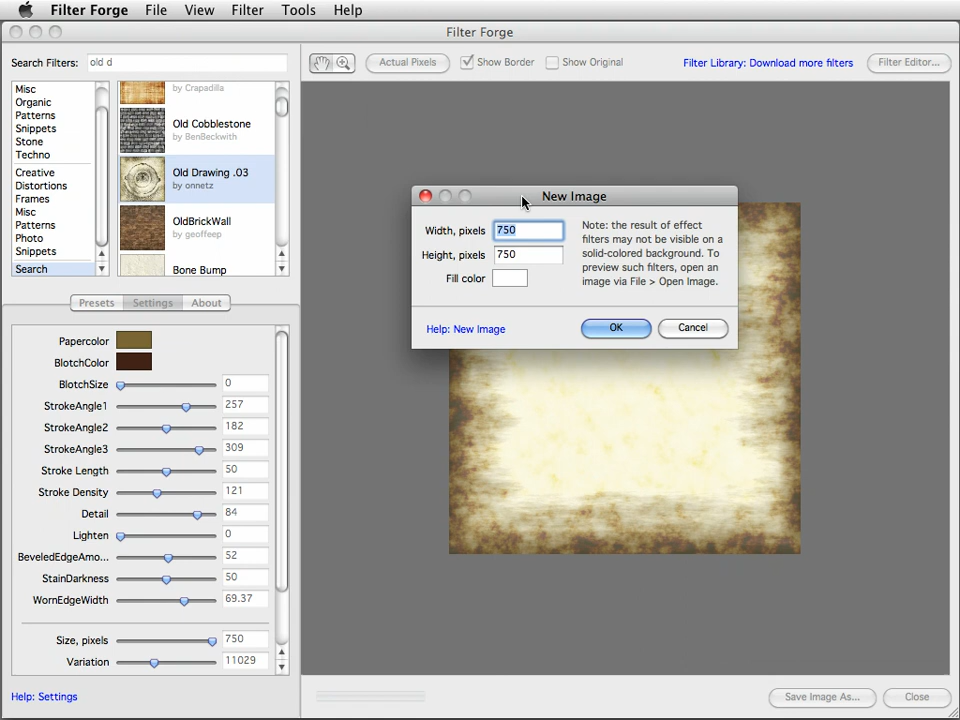 Filter Forge File View Filter Tools Help
Filter Forge
Search Filters: old d
Actual Pixels Show Border Show Original Filter Library: Download more filters Filter Editor...
Misc
Organic
Patterns
Snippets
Stone
Techno
Creative
Distortions
Frames
Misc
Patterns
Photo
Snippets
Search
by Crapadilla
Old Cobblestone
by BenBeckwith
Old Drawing .03
by onnetz
OldBrickWall
by geoffeep
Bone Bump
New Image
Width, pixels 750
Height, pixels 750
Fill color
Note: the result of effect
filters may not be visible on a
solid-colored background. To
preview such filters, open an
image via File > Open Image.
Help: New Image OK Cancel
Presets Settings About
Papercolor
BlotchColor
BlotchSize 0
StrokeAngle1 257
StrokeAngle2 182
StrokeAngle3 309
Stroke Length 50
Stroke Density 121
Detail 84
Lighten 0
BeveledEdgeAmo... 52
StainDarkness 50
WornEdgeWidth 69.37
Size, pixels 750
Variation 11029
Help: Settings
Save Image As... Close